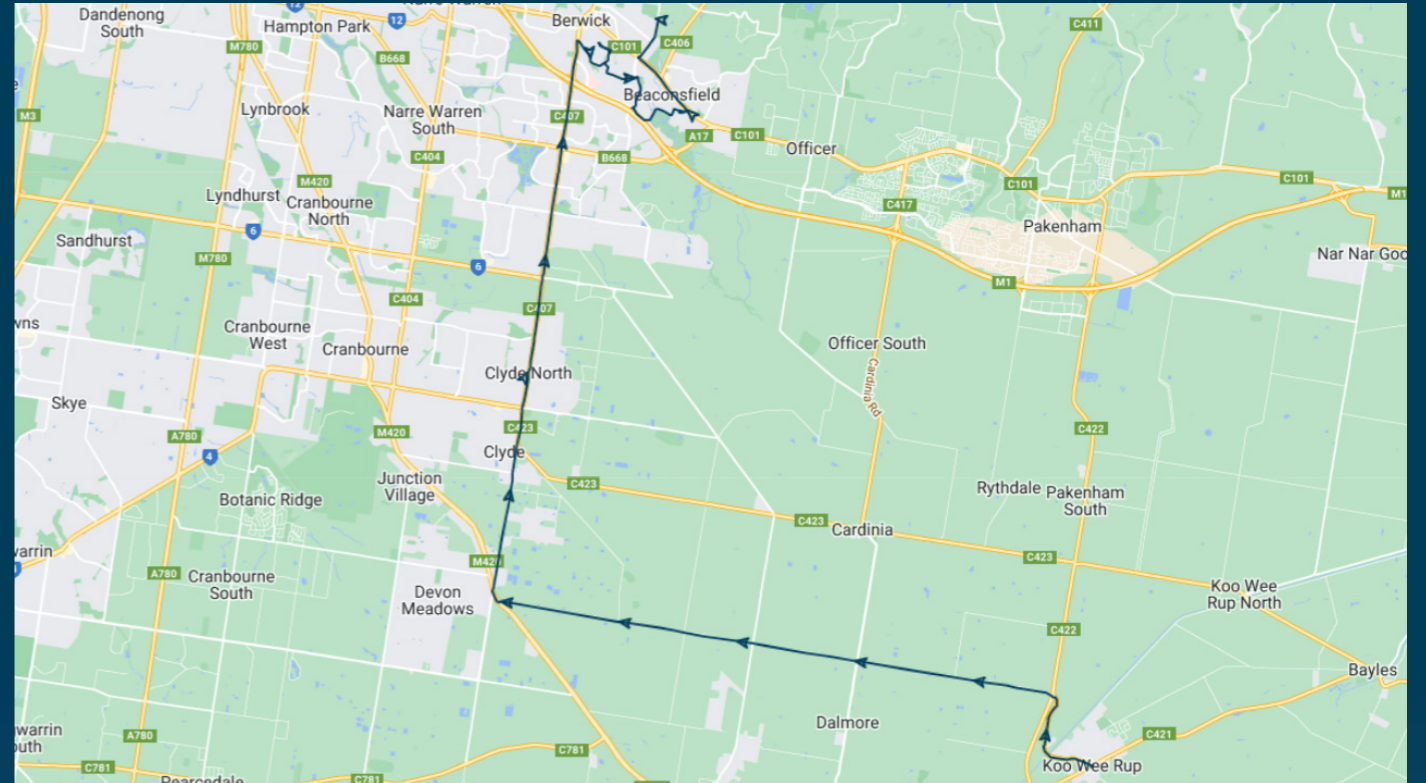 Dandenong
South
Hampton Park
12
12
Berwick
C411
M780
B668
C101
C406
M3
Lynbrook
Narre Warren
South
Beaconsfield
C407
A17
C101
Officer
C404
B668
M420
C101
C101
M1
Lyndhurst
Cranbourne
North
C417
Pakenham
Sandhurst
6
M780
6
Nar Nar Goo
M1
C404
C407
Cranbourne
West
Cranbourne
Officer South
Clyde North
Cardinia Rd
Skye
A780
M420
C423
C422
4
Clyde
Junction
Village
C423
Botanic Ridge
Rythdale
Pakenham
South
C423
Cardinia
warrin
M420
C423
A780
Cranbourne
South
Devon
Meadows
Koo Wee
Rup North
C422
Bayles
Dalmore
A780
C781
C421
Koo Wee Rup
C781
Pearcedale
C781